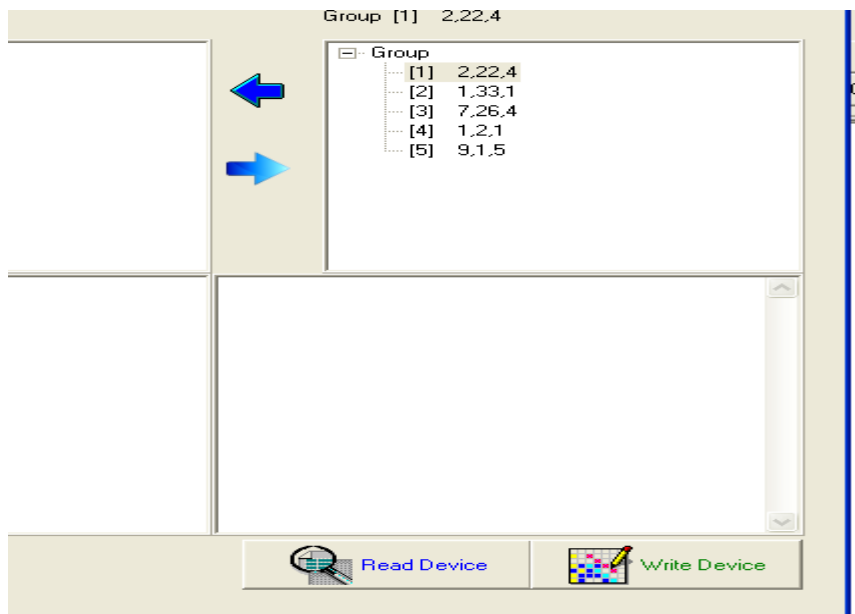 Group [1] 2,22,4
Group
[1] 2,22,4
[2] 1,33,1
[3] 7,26,4
[4] 1,2,1
[5] 9,1,5
Read Device
Write Device